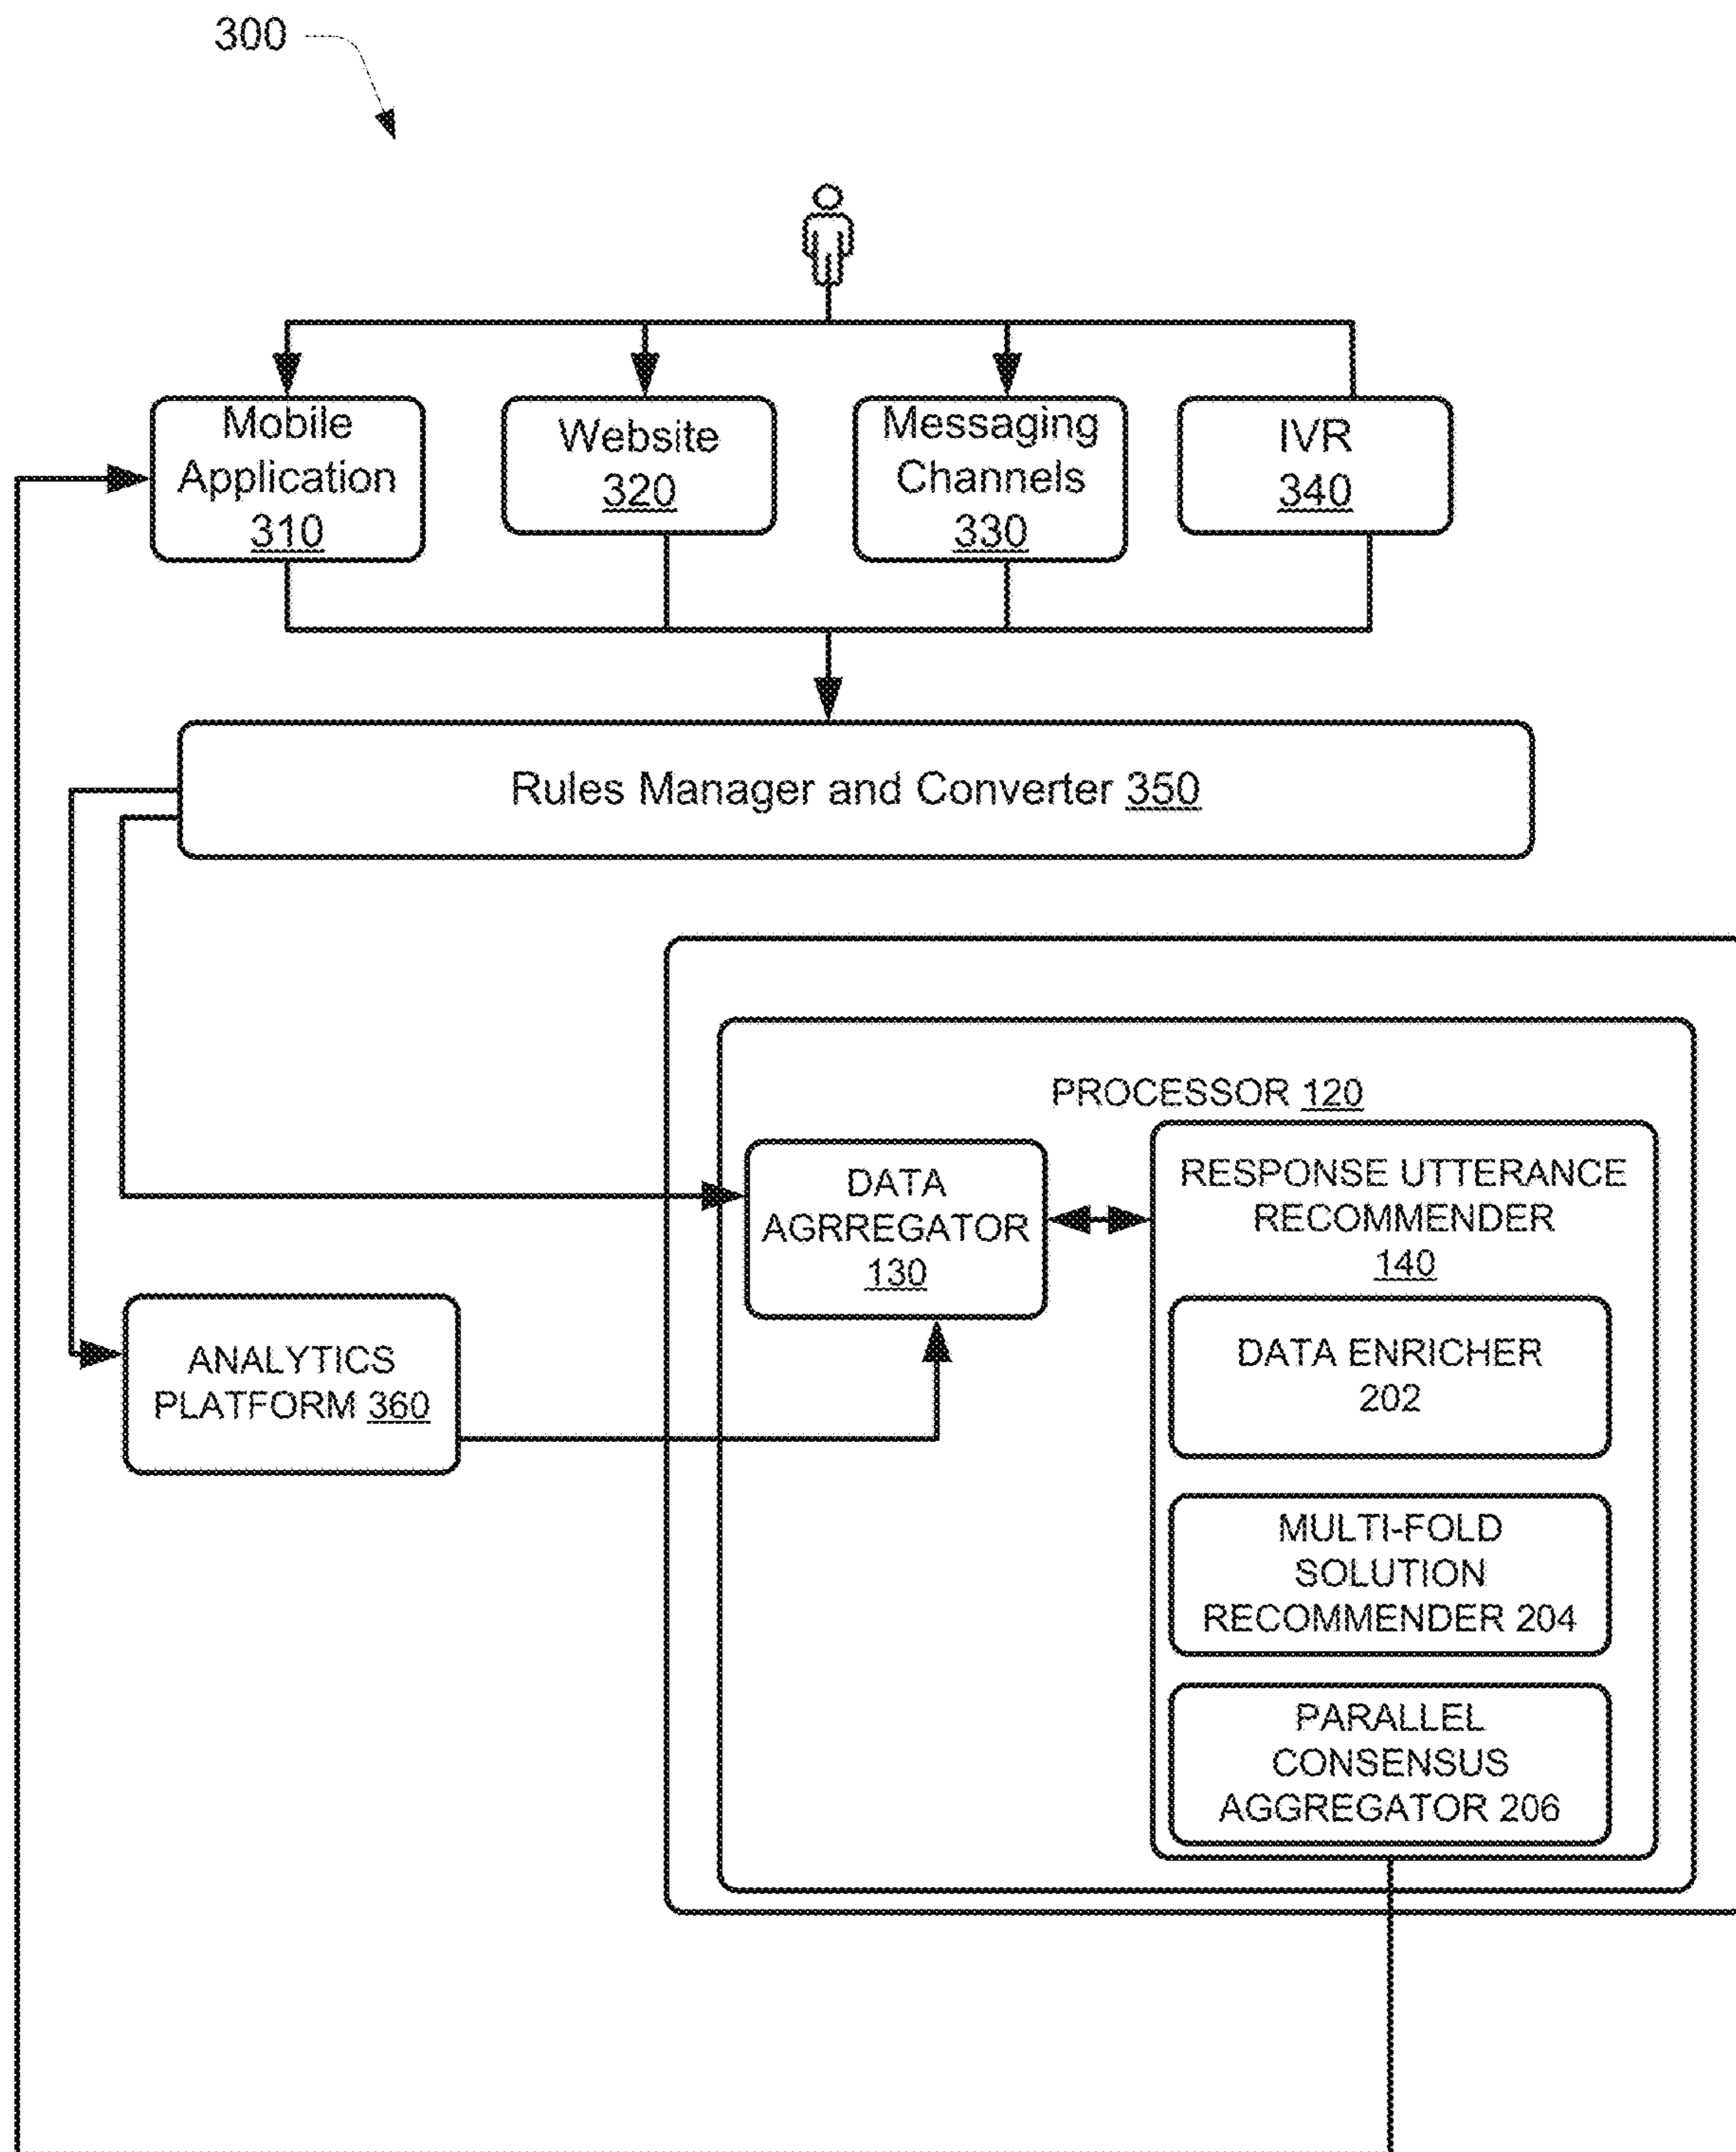 300
Mobile
Application
310
Website
320
Messaging
Channels
330
IVR
340
Rules Manager and Converter 350
PROCESSOR 120
DATA
AGRREGATOR
130
RESPONSE UTTERANCE
RECOMMENDER
140
DATA ENRICHER
202
MULTI-FOLD
SOLUTION
RECOMMENDER 204
PARALLEL
CONSENSUS
AGGREGATOR 206
ANALYTICS
PLATFORM 360